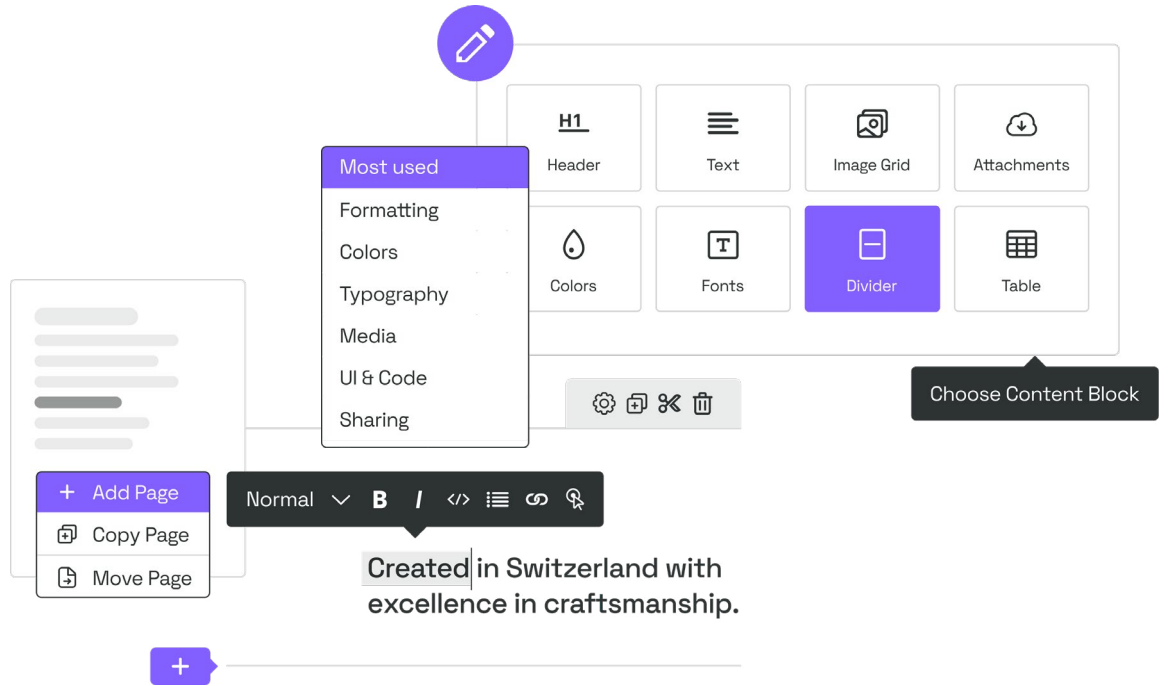 H1
Header
Text
Image Grid
Attachments
Colors
Fonts
Divider
Table
Choose Content Block
Most used
Formatting
Colors
Typography
Media
UI & Code
Sharing
Add Page
Copy Page
Move Page
Normal
B I </>
Created in Switzerland with
excellence in craftsmanship.